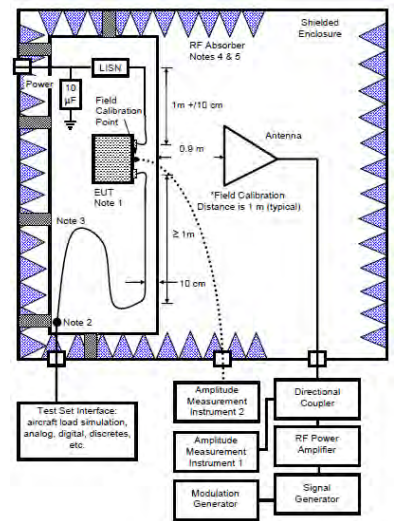 Shielded
Enclosure
RF Absorber
Notes 4 & 5
LISN
Power
10
µF
Field
Calibration
Point
1m +/10 cm
Antenna
0.9 m
EUT
Note 1
*Field Calibration
Distance is 1 m (typical)
Note 3
≥ 1m
10 cm
Note 2
Test Set Interface:
aircraft load simulation,
analog, digital, discretes,
etc.
Amplitude
Measurement
Instrument 2
Directional
Coupler
Amplitude
Measurement
Instrument 1
RF Power
Amplifier
Modulation
Generator
Signal
Generator